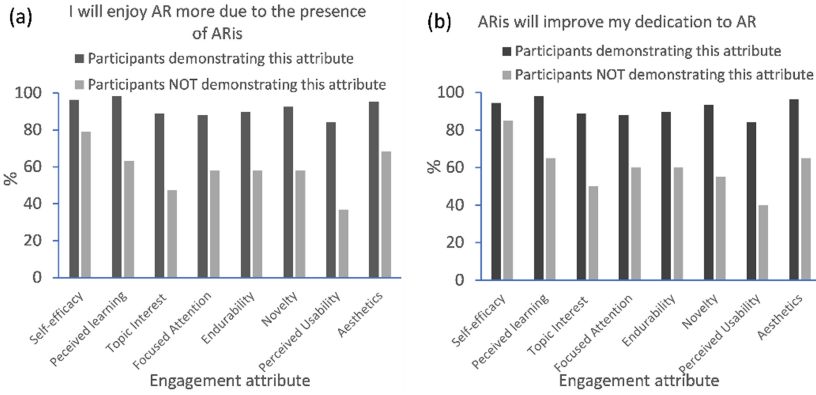 (a)
I will enjoy AR more due to the presence
of ARis
Participants demonstrating this attribute
Participants NOT demonstrating this attribute
100
80
60
40
20
0
%
Self-efficacy
Peceived learning
Topic Interest
Focused Attention
Endurability
Novelty
Perceived Usability
Aesthetics
Engagement attribute
(b)
ARis will improve my dedication to AR
Participants demonstrating this attribute
Participants NOT demonstrating this attribute
100
80
60
40
20
0
%
Self-efficacy
Peceived learning
Topic Interest
Focused Attention
Endurability
Novelty
Perceived Usability
Aesthetics
Engagement attribute